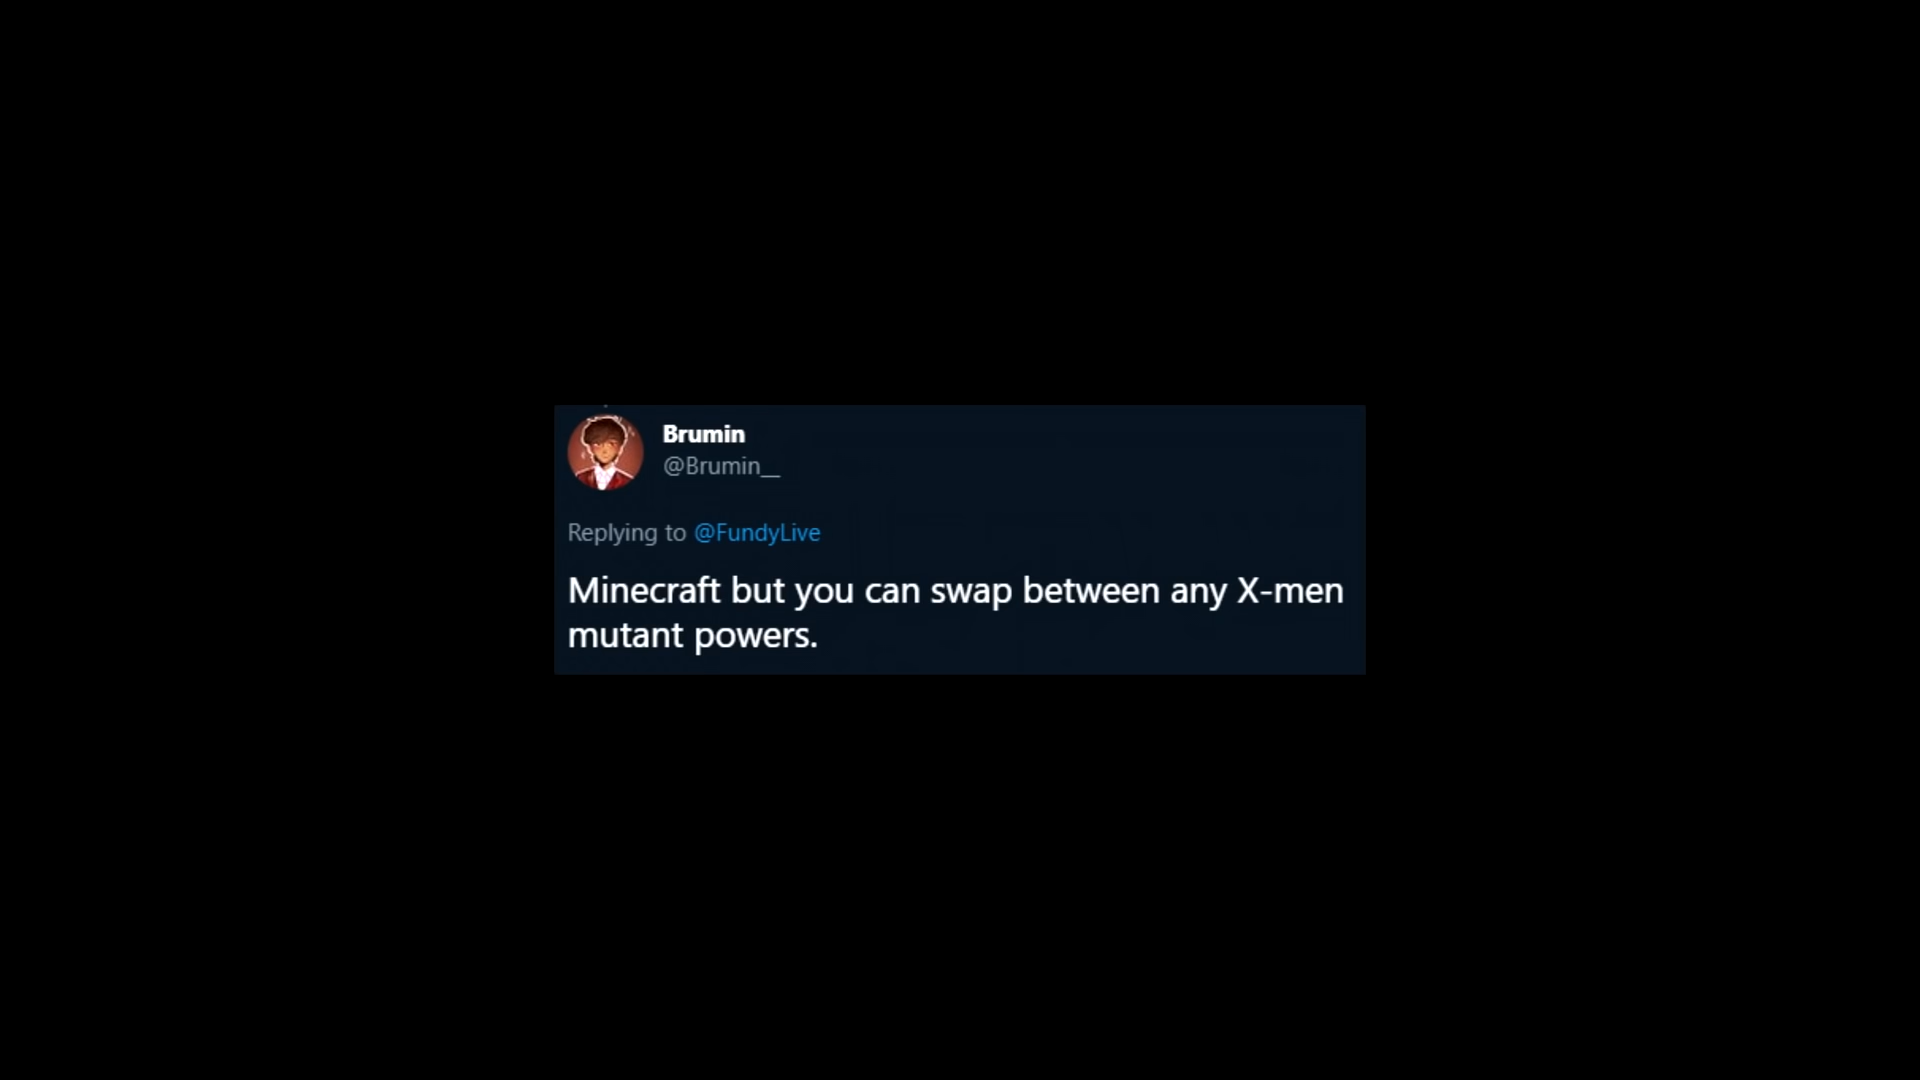 Brumin
@Brumin__
Replying to @FundyLive
Minecraft but you can swap between any X-men
mutant powers.